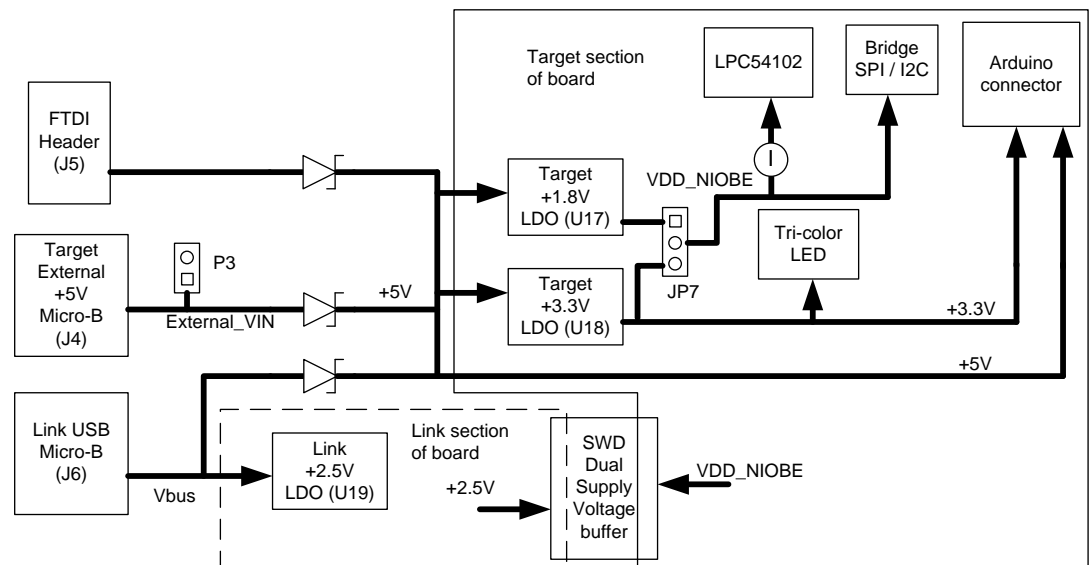 Target section
of board
LPC54102
Bridge
SPI / I2C
Arduino
connector
FTDI
Header
(J5)
I
VDD_NIOBE
Target
+1.8V
LDO (U17)
Tri-color
LED
Target
External
+5V
Micro-B
(J4)
P3
External_VIN
+5V
Target
+3.3V
LDO (U18)
JP7
+3.3V
+5V
Link USB
Micro-B
(J6)
Vbus
Link
+2.5V
LDO (U19)
Link section
of board
+2.5V
SWD
Dual
Supply
Voltage
buffer
VDD_NIOBE